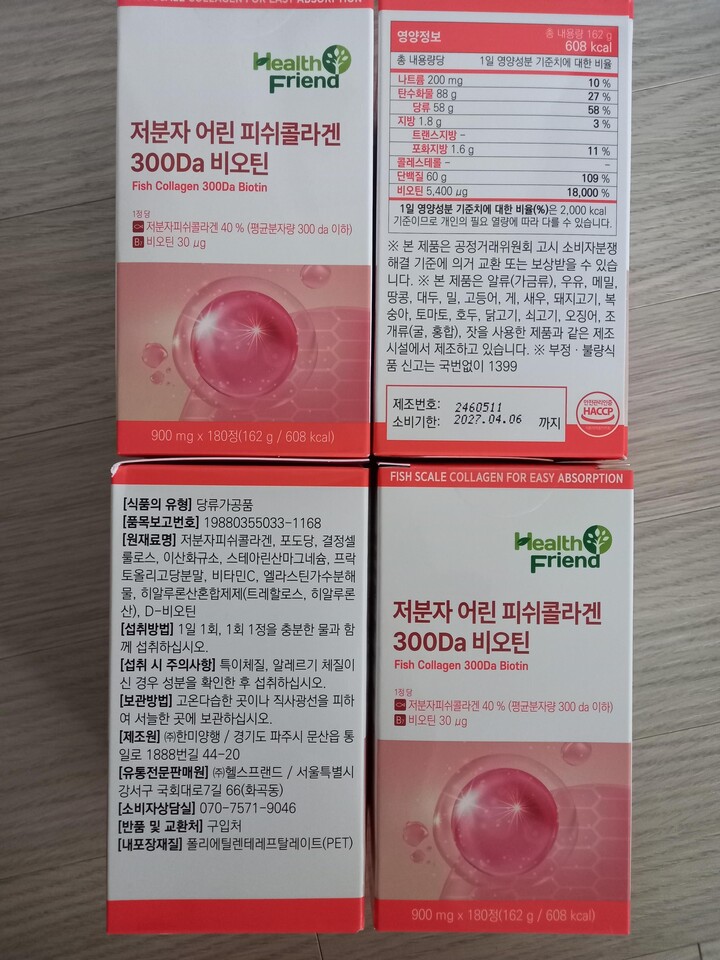 SCALE COLLAGEN FOR EASY ABSORPTION
Health
Friend
저분자 어린 피쉬콜라겐
300Da 비오틴
Fish Collagen 300Da Biotin
1정당
저분자피쉬콜라겐 40 % (평균분자량 300 da 이하)
비오틴 30 µg
900 mg x 180정(162 g / 608 kcal)
영양정보
총 내용량 162 g
608 kcal
총 내용량당 1일 영양성분 기준치에 대한 비율
나트륨 200 mg 10 %
탄수화물 88 g 27 %
당류 58 g 58 %
지방 1.8 g 3 %
트랜스지방 -
포화지방 1.6 g 11 %
콜레스테롤 - -
단백질 60 g 109 %
비오틴 5,400 µg 18,000 %
1일 영양성분 기준치에 대한 비율(%)은 2,000 kcal
기준이므로 개인의 필요 열량에 따라 다를 수 있습니다.
※ 본 제품은 공정거래위원회 고시 소비자분쟁
해결 기준에 의거 교환 또는 보상받을 수 있습
니다. ※ 본 제품은 알류(가금류), 우유, 메밀,
땅콩, 대두, 밀, 고등어, 게, 새우, 돼지고기, 복
숭아, 토마토, 호두, 닭고기, 쇠고기, 오징어, 조
개류(굴, 홍합), 잣을 사용한 제품과 같은 제조
시설에서 제조하고 있습니다. ※ 부정 · 불량식
품 신고는 국번없이 1399
제조번호: 2460511
소비기한: 2027.04.06 까지
안전관리인증
HACCP
[식품의 유형] 당류가공품
[품목보고번호] 19880355033-1168
[원재료명] 저분자피쉬콜라겐, 포도당, 결정셀
룰로스, 이산화규소, 스테아린산마그네슘, 프락
토올리고당분말, 비타민C, 엘라스틴가수분해
물, 히알루론산혼합제제(트레할로스, 히알루론
산), D-비오틴
[섭취방법] 1일 1회, 1회 1정을 충분한 물과 함
께 섭취하십시오.
[섭취 시 주의사항] 특이체질, 알레르기 체질이
신 경우 성분을 확인한 후 섭취하십시오.
[보관방법] 고온다습한 곳이나 직사광선을 피하
여 서늘한 곳에 보관하십시오.
[제조원] ㈜한미양행 / 경기도 파주시 문산읍 통
일로 1888번길 44-20
[유통전문판매원] ㈜헬스프랜드 / 서울특별시
강서구 국회대로7길 66(화곡동)
[소비자상담실] 070-7571-9046
[반품 및 교환처] 구입처
[내포장재질] 폴리에틸렌테레프탈레이트(PET)
FISH SCALE COLLAGEN FOR EASY ABSORPTION
Health
Friend
저분자 어린 피쉬콜라겐
300Da 비오틴
Fish Collagen 300Da Biotin
1정당
저분자피쉬콜라겐 40 % (평균분자량 300 da 이하)
비오틴 30 µg
900 mg x 180정(162 g / 608 kcal)